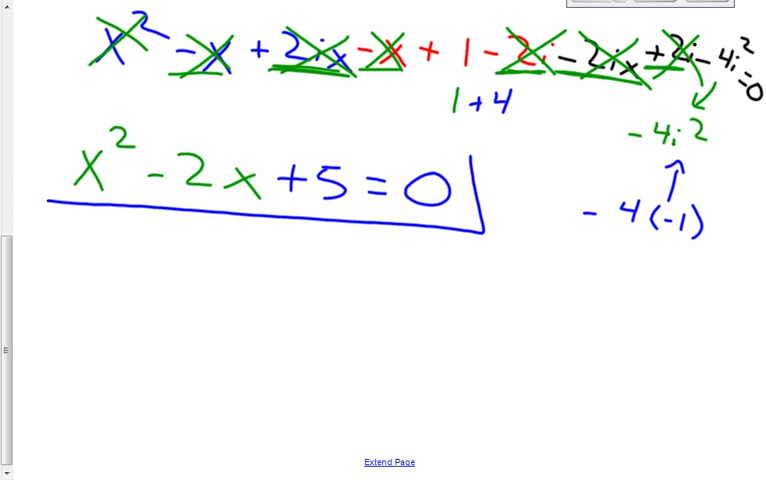 x² - x + 2ix - x + 1 - 2i - 2ix + 2i - 4i² = 0
1 + 4
- 4i²
x² - 2x + 5 = 0
- 4(-1)
Extend Page